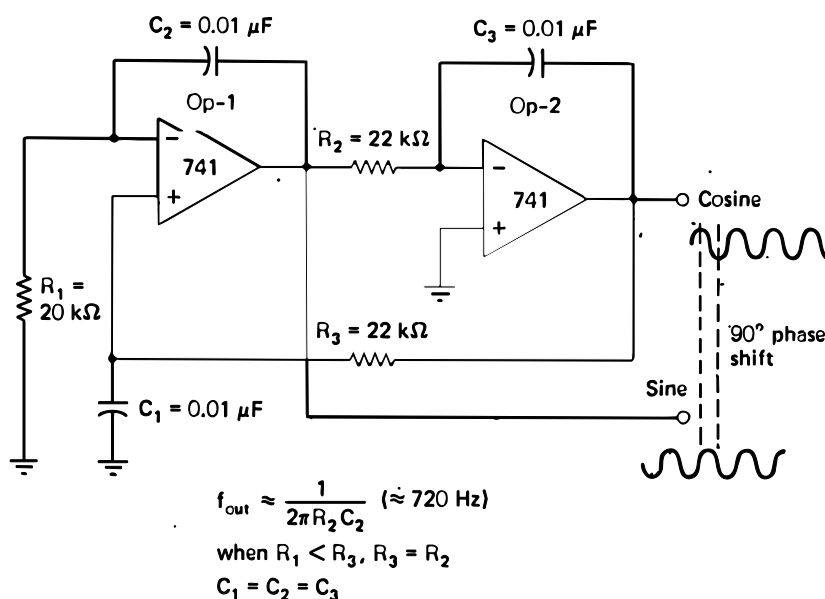 C₂ = 0.01 μF
C₃ = 0.01 μF
Op-1
Op-2
R₂ = 22 kΩ
741
741
−
+
−
+
Cosine
R₁ =
20 kΩ
R₃ = 22 kΩ
90° phase
shift
Sine
C₁ = 0.01 μF
f_out ≈ 1 / 2πR₂C₂ (≈ 720 Hz)
when R₁ < R₃, R₃ = R₂
C₁ = C₂ = C₃